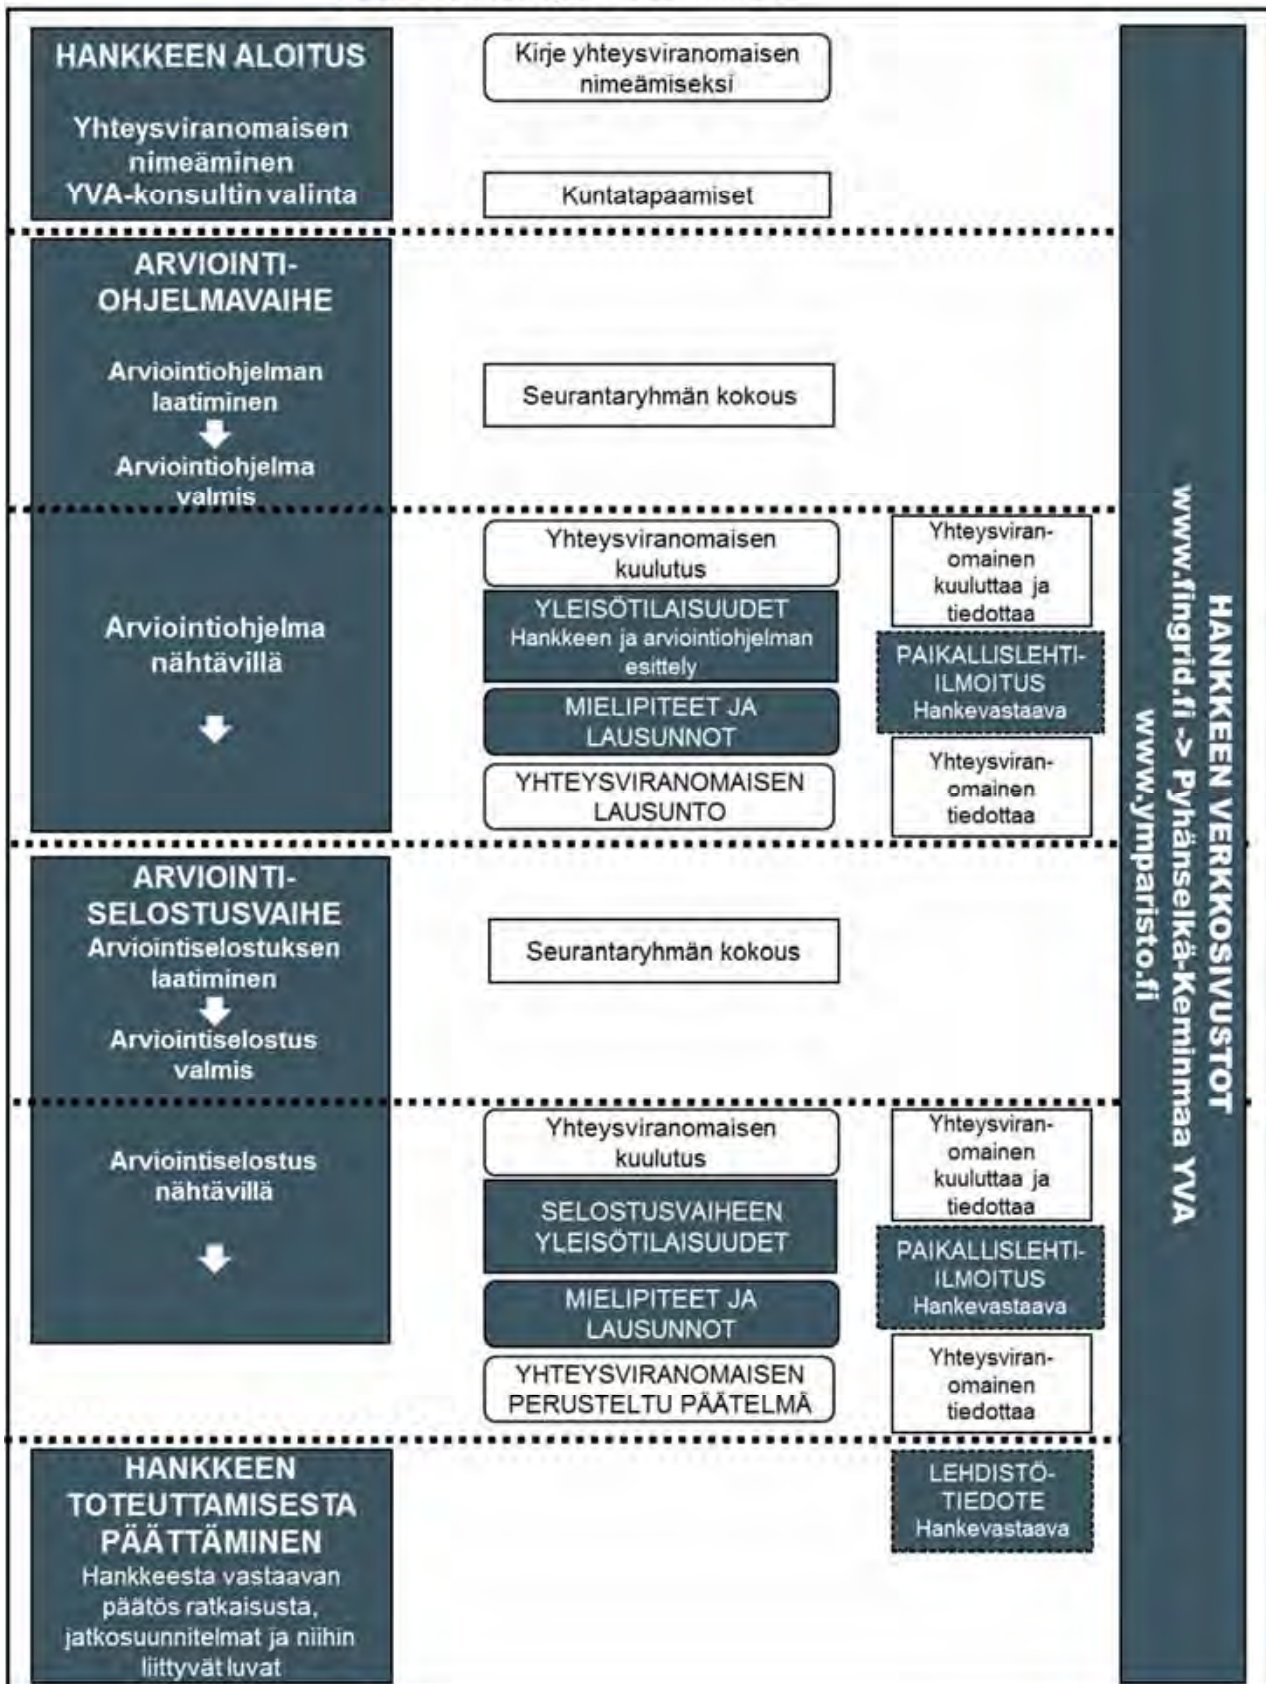 HANKKEEN ALOITUS
Yhteysviranomaisen
nimeäminen
YVA-konsultin valinta
Kirje yhteysviranomaisen
nimeämiseksi
Kuntatapaamiset
ARVIOINTI-
OHJELMAVAIHE
Arviointiohjelman
laatiminen
Arviointiohjelma
valmis
Seurantaryhmän kokous
Arviointiohjelma
nähtävillä
Yhteysviranomaisen
kuulutus
YLEISÖTILAISUUDET
Hankkeen ja arviointiohjelman
esittely
MIELIPITEET JA
LAUSUNNOT
YHTEYSVIRANOMAISEN
LAUSUNTO
Yhteysviran-
omainen
kuuluttaa ja
tiedottaa
PAIKALLISLEHTI-
ILMOITUS
Hankevastaava
Yhteysviran-
omainen
tiedottaa
ARVIOINTI-
SELOSTUSVAIHE
Arviointiselostuksen
laatiminen
Arviointiselostus
valmis
Seurantaryhmän kokous
Arviointiselostus
nähtävillä
Yhteysviranomaisen
kuulutus
SELOSTUSVAIHEEN
YLEISÖTILAISUUDET
MIELIPITEET JA
LAUSUNNOT
YHTEYSVIRANOMAISEN
PERUSTELTU PÄÄTELMÄ
Yhteysviran-
omainen
kuuluttaa ja
tiedottaa
PAIKALLISLEHTI-
ILMOITUS
Hankevastaava
Yhteysviran-
omainen
tiedottaa
HANKKEEN
TOTEUTTAMISESTA
PÄÄTTÄMINEN
Hankkeesta vastaavan
päätös ratkaisusta,
jatkosuunnitelmat ja niihin
liittyvät luvat
LEHDISTÖ-
TIEDOTE
Hankevastaava
HANKKEEN VERKKOSIVUSTOT
www.fingrid.fi -> Pyhänselkä-Keminmaa YVA
www.ymparisto.fi